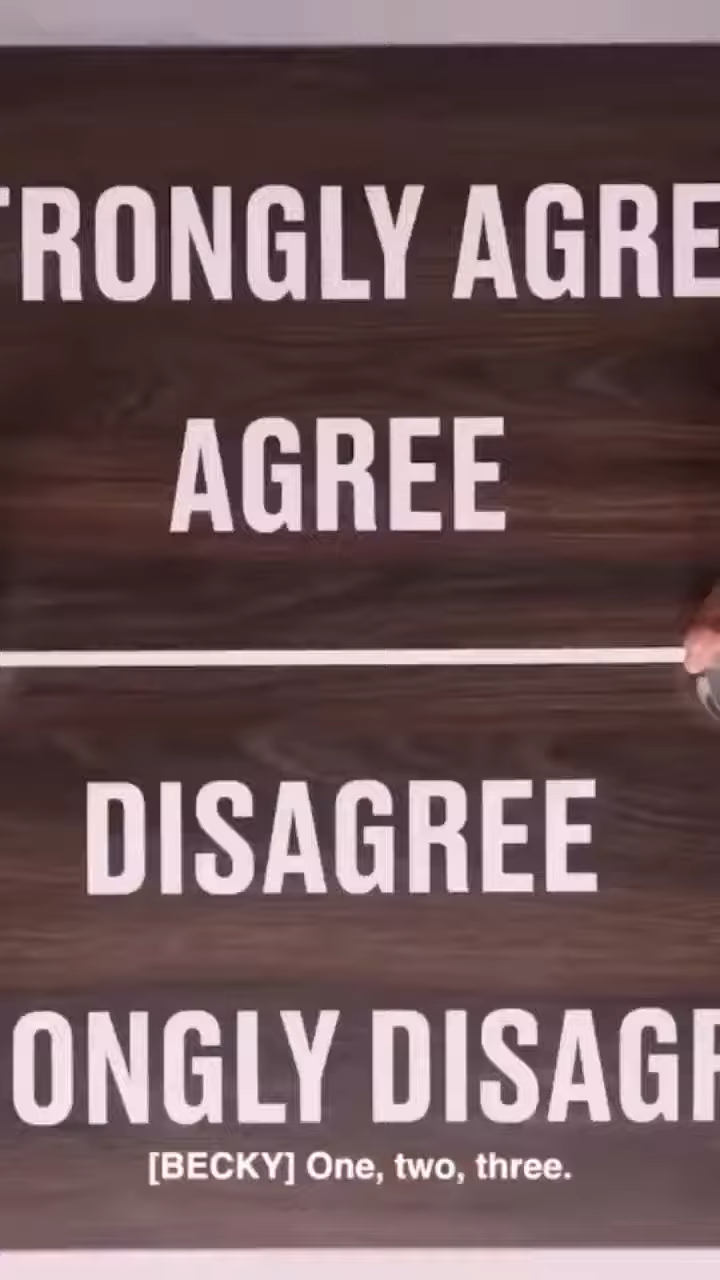 TRONGLY AGRE
AGREE
DISAGREE
ONGLY DISAGR
[BECKY] One, two, three.